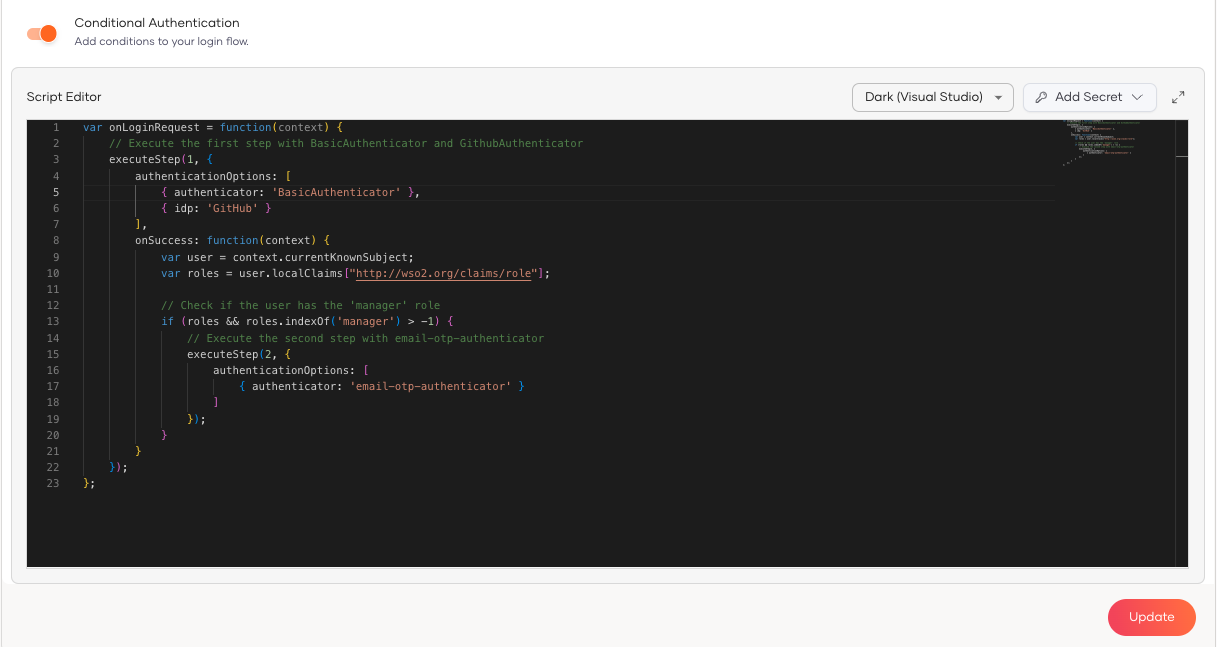 Conditional Authentication
Add conditions to your login flow.
Script Editor
Dark (Visual Studio)
Add Secret
1 var onLoginRequest = function(context) {
2 // Execute the first step with BasicAuthenticator and GithubAuthenticator
3 executeStep(1, {
4 authenticationOptions: [
5 { authenticator: 'BasicAuthenticator' },
6 { idp: 'GitHub' }
7 ],
8 onSuccess: function(context) {
9 var user = context.currentKnownSubject;
10 var roles = user.localClaims["http://wso2.org/claims/role"];
11
12 // Check if the user has the 'manager' role
13 if (roles && roles.indexOf('manager') > -1) {
14 // Execute the second step with email-otp-authenticator
15 executeStep(2, {
16 authenticationOptions: [
17 { authenticator: 'email-otp-authenticator' }
18 ]
19 });
20 }
21 }
22 });
23 };
Update